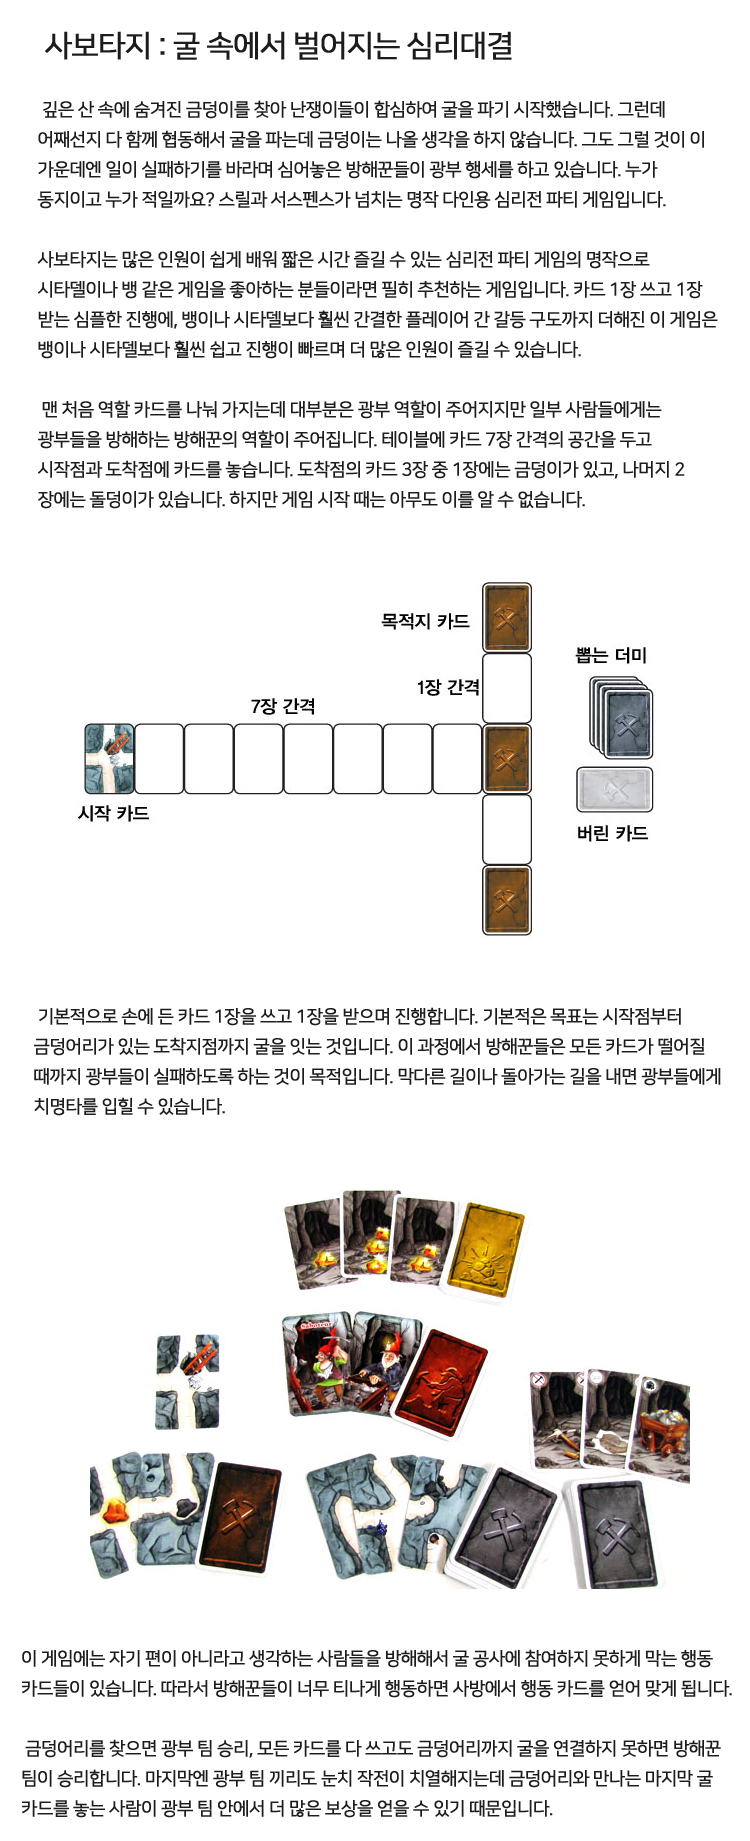 사보타지 : 굴 속에서 벌어지는 심리대결
깊은 산 속에 숨겨진 금덩이를 찾아 난쟁이들이 합심하여 굴을 파기 시작했습니다. 그런데
어째선지 다 함께 협동해서 굴을 파는데 금덩이는 나올 생각을 하지 않습니다. 그도 그럴 것이 이
가운데엔 일이 실패하기를 바라며 심어놓은 방해꾼들이 광부 행세를 하고 있습니다. 누가
동지이고 누가 적일까요? 스릴과 서스펜스가 넘치는 명작 다인용 심리전 파티 게임입니다.
사보타지는 많은 인원이 쉽게 배워 짧은 시간 즐길 수 있는 심리전 파티 게임의 명작으로
시타델이나 뱅 같은 게임을 좋아하는 분들이라면 필히 추천하는 게임입니다. 카드 1장 쓰고 1장
받는 심플한 진행에, 뱅이나 시타델보다 훨씬 간결한 플레이어 간 갈등 구도까지 더해진 이 게임은
뱅이나 시타델보다 훨씬 쉽고 진행이 빠르며 더 많은 인원이 즐길 수 있습니다.
맨 처음 역할 카드를 나눠 가지는데 대부분은 광부 역할이 주어지지만 일부 사람들에게는
광부들을 방해하는 방해꾼의 역할이 주어집니다. 테이블에 카드 7장 간격의 공간을 두고
시작점과 도착점에 카드를 놓습니다. 도착점의 카드 3장 중 1장에는 금덩이가 있고, 나머지 2
장에는 돌덩이가 있습니다. 하지만 게임 시작 때는 아무도 이를 알 수 없습니다.
목적지 카드
뽑는 더미
1장 간격
7장 간격
시작 카드
버린 카드
기본적으로 손에 든 카드 1장을 쓰고 1장을 받으며 진행합니다. 기본적은 목표는 시작점부터
금덩어리가 있는 도착지점까지 굴을 잇는 것입니다. 이 과정에서 방해꾼들은 모든 카드가 떨어질
때까지 광부들이 실패하도록 하는 것이 목적입니다. 막다른 길이나 돌아가는 길을 내면 광부들에게
치명타를 입힐 수 있습니다.
Saboteur
이 게임에는 자기 편이 아니라고 생각하는 사람들을 방해해서 굴 공사에 참여하지 못하게 막는 행동
카드들이 있습니다. 따라서 방해꾼들이 너무 티나게 행동하면 사방에서 행동 카드를 얻어 맞게 됩니다.
금덩어리를 찾으면 광부 팀 승리, 모든 카드를 다 쓰고도 금덩어리까지 굴을 연결하지 못하면 방해꾼
팀이 승리합니다. 마지막엔 광부 팀 끼리도 눈치 작전이 치열해지는데 금덩어리와 만나는 마지막 굴
카드를 놓는 사람이 광부 팀 안에서 더 많은 보상을 얻을 수 있기 때문입니다.